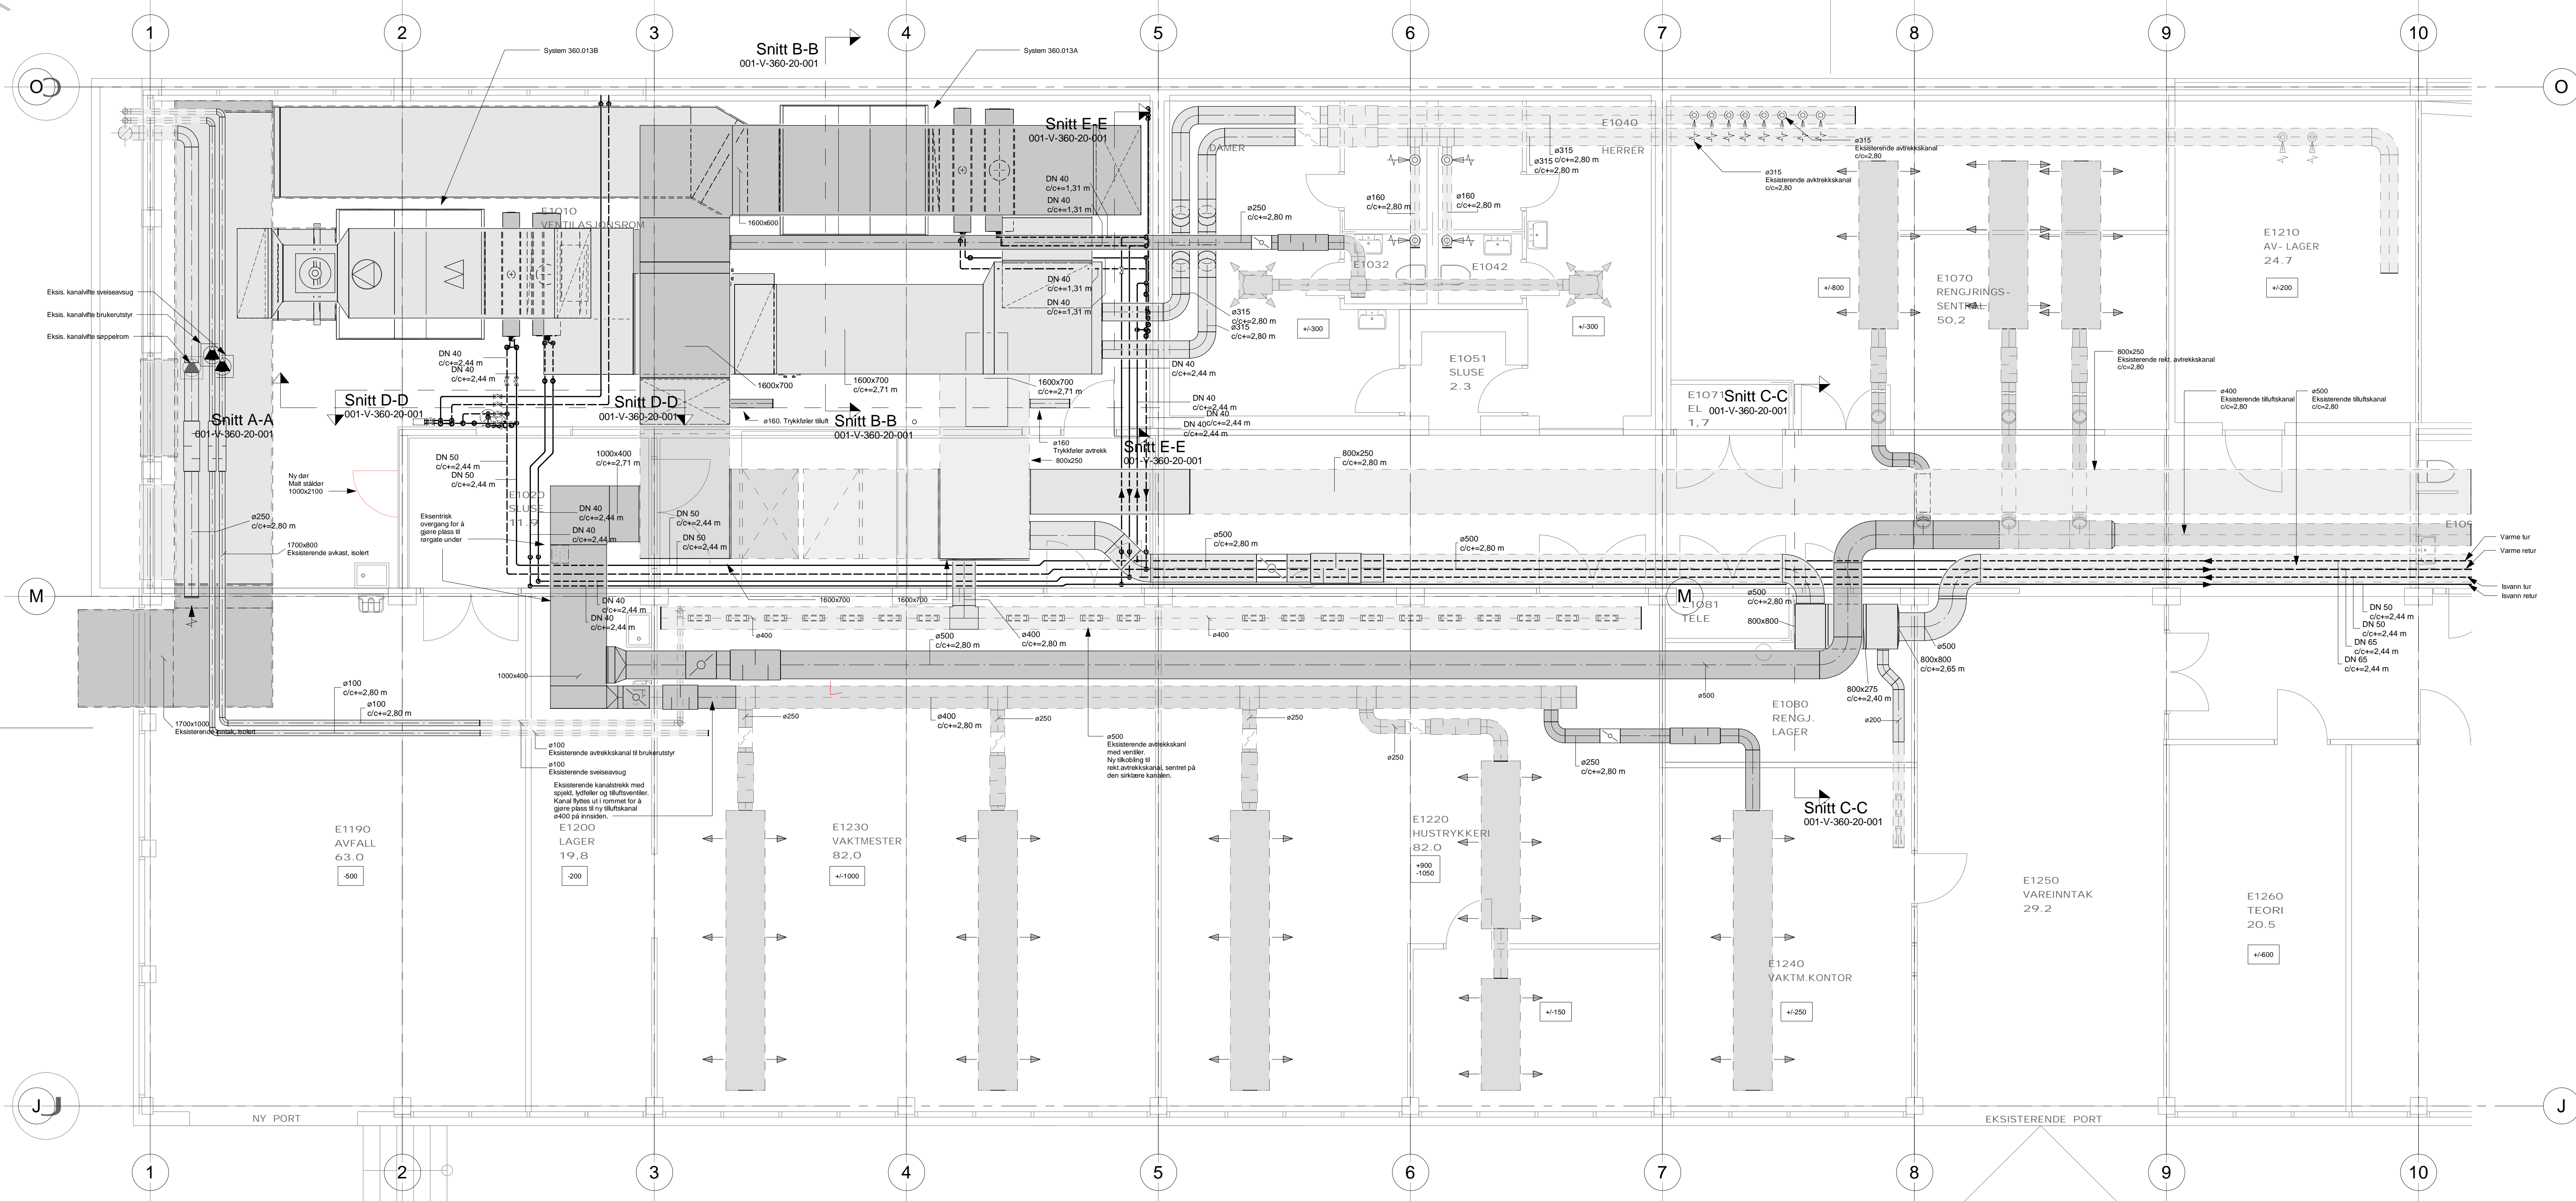 1
2
3
4
5
6
7
8
9
10
System 360.013B
Snitt B-B
001-V-360-20-001
System 360.013A
O
O
Snitt E-E
001-V-360-20-001
DAMER
E1040
HERRER
ø315
c/c+=2,80 m
ø315
c/c+=2,80 m
ø315
Eksisterende avtrekkskanal
c/c=2,80
ø315
Eksisterende avktrekkskanal
c/c=2,80
DN 40
c/c+=1,31 m
DN 40
c/c+=1,31 m
E1010
VENTILASJONSROM
1600x600
ø250
c/c+=2,80 m
ø160
c/c+=2,80 m
ø160
c/c+=2,80 m
E1032
E1042
E1210
AV- LAGER
24.7
+/-200
+/-800
E1070
RENGJRINGS-
SENTRAL
50,2
Eksis. kanalvifte sveiseavsug
Eksis. kanalvifte brukerutstyr
Eksis. kanalvifte søppelrom
DN 40
c/c+=1,31 m
DN 40
c/c+=1,31 m
ø315
c/c+=2,80 m
ø315
c/c+=2,80 m
+/-300
+/-300
DN 40
c/c+=2,44 m
DN 40
c/c+=2,44 m
DN 40
c/c+=2,44 m
E1051
SLUSE
2.3
800x250
Eksisterende rekt. avtrekkskanal
c/c=2,80
1600x700
1600x700
c/c+=2,71 m
1600x700
c/c+=2,71 m
Snitt D-D
001-V-360-20-001
Snitt D-D
001-V-360-20-001
Snitt A-A
001-V-360-20-001
ø160. Trykkføler tilluft
Snitt B-B
001-V-360-20-001
DN 40
c/c+=2,44 m
DN 40
c/c+=2,44 m
DN 40
c/c+=2,44 m
E1071
EL
1,7
Snitt C-C
001-V-360-20-001
ø400
Eksisterende tilluftskanal
c/c=2,80
ø500
Eksisterende tilluftskanal
c/c=2,80
ø160
Trykkføler avtrekk
800x250
Snitt E-E
001-V-360-20-001
800x250
c/c+=2,80 m
DN 50
c/c+=2,44 m
DN 50
c/c+=2,44 m
1000x400
c/c+=2,71 m
Ny dør
Malt ståldør
1000x2100
E1020
SLUSE
11.9
ø250
c/c+=2,80 m
Eksentrisk
overgang for å
gjøre plass til
rørgate under
DN 40
c/c+=2,44 m
DN 40
c/c+=2,44 m
DN 50
c/c+=2,44 m
DN 50
c/c+=2,44 m
ø500
c/c+=2,80 m
ø500
c/c+=2,80 m
1700x800
Eksisterende avkast, isolert
Varme tur
Varme retur
Isvann tur
Isvann retur
M
M
DN 40
c/c+=2,44 m
DN 40
c/c+=2,44 m
1600x700
1600x700
ø500
c/c+=2,80 m
800x800
E1081
TELE
DN 50
c/c+=2,44 m
DN 50
c/c+=2,44 m
DN 65
c/c+=2,44 m
DN 65
c/c+=2,44 m
ø400
ø500
c/c+=2,80 m
ø400
c/c+=2,80 m
ø400
ø500
800x800
c/c+=2,65 m
1000x400
ø500
800x275
c/c+=2,40 m
ø100
c/c+=2,80 m
ø100
c/c+=2,80 m
E1080
RENGJ.
LAGER
ø200
1700x1000
Eksisterende inntak, isolert
ø250
ø400
c/c+=2,80 m
ø250
ø250
ø250
ø250
c/c+=2,80 m
ø100
Eksisterende avtrekkskanal til brukerutstyr
ø100
Eksisterende sveiseavsug
ø500
Eksisterende avtrekkskanl
med ventiler.
Ny tilkobling til
rekt.avtrekkskanal, sentret på
den sirklære kanalen.
Eksisterende kanalstrekk med
spjeld, lydfeller og tilluftsventiler.
Kanal flyttes ut i rommet for å
gjøre plass til ny tilluftskanal
ø400 på innsiden.
Snitt C-C
001-V-360-20-001
E1190
AVFALL
63.0
-500
E1200
LAGER
19,8
-200
E1230
VAKTMESTER
82,0
+/-1000
E1220
HUSTRYKKERI
82.0
+900
-1050
E1250
VAREINNTAK
29.2
E1260
TEORI
20.5
+/-600
E1240
VAKTM.KONTOR
+/-150
+/-250
J
J
NY PORT
EKSISTERENDE PORT
1
2
3
4
5
6
7
8
9
10